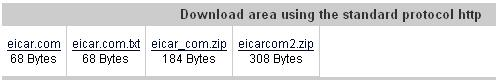 Download area using the standard protocol http
eicar.com eicar.com.txt eicar_com.zip eicarcom2.zip
68 Bytes 68 Bytes 184 Bytes 308 Bytes